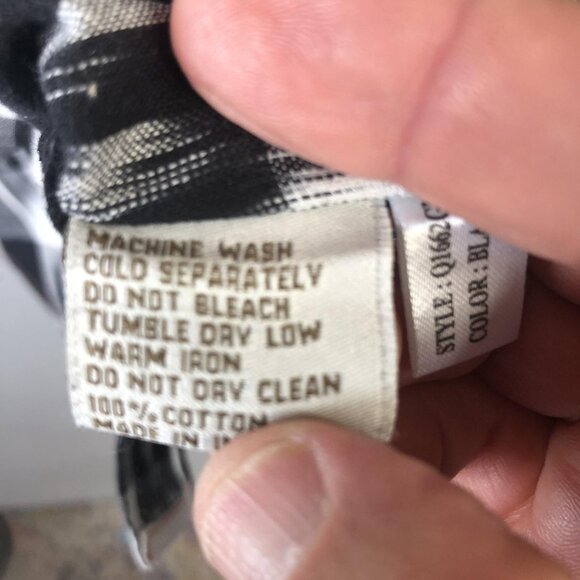 MACHINE WASH
COLD SEPARATELY
DO NOT BLEACH
TUMBLE DRY LOW
WARM IRON
DO NOT DRY CLEAN
100% COTTON
MADE IN
STYLE : Q1662
COLOR :